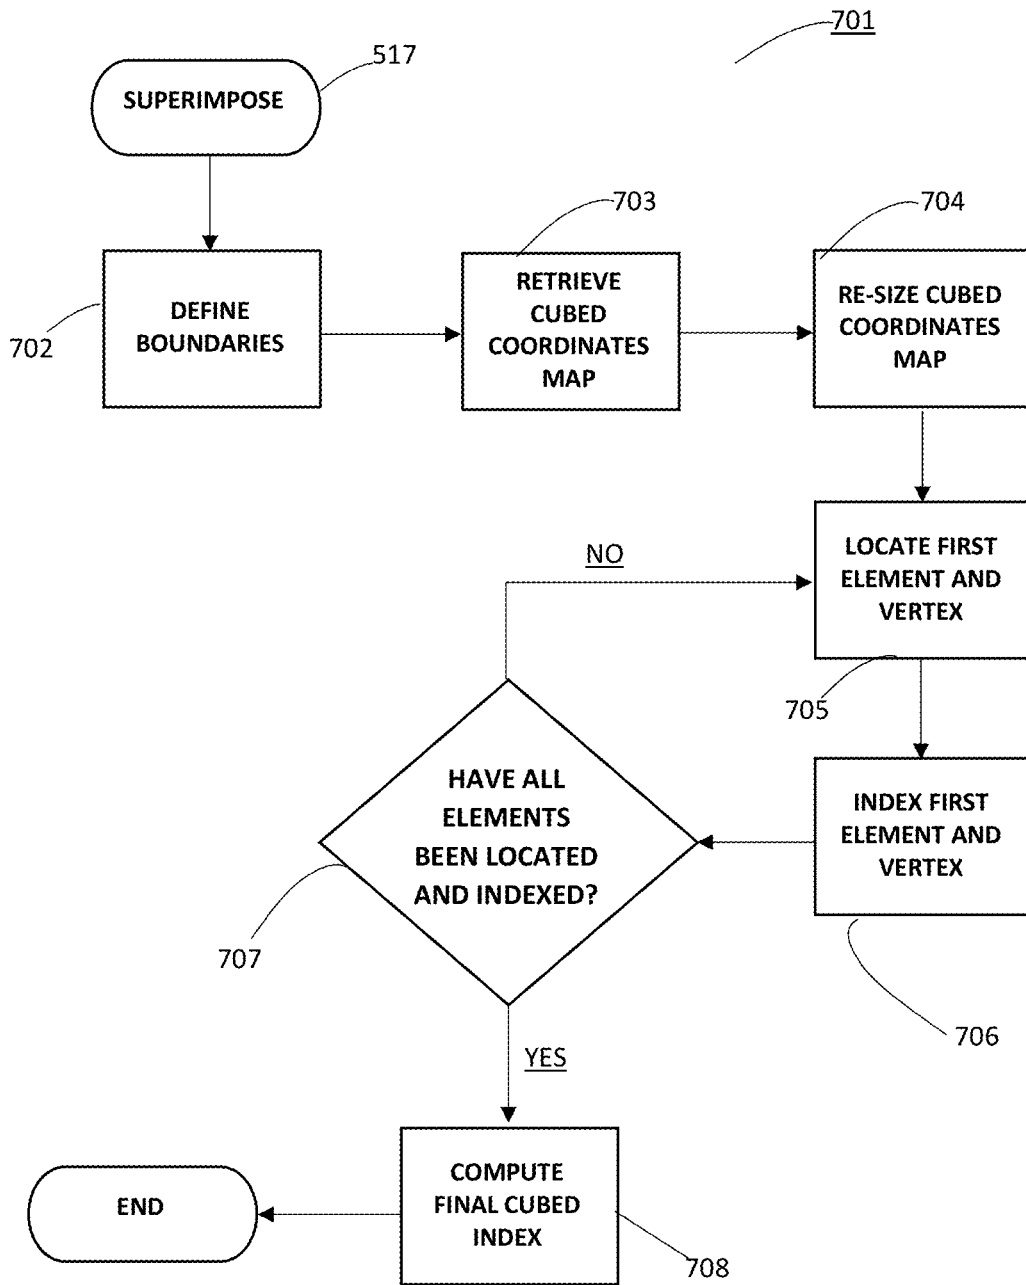 701
517
SUPERIMPOSE
703
704
702
DEFINE
BOUNDARIES
RETRIEVE
CUBED
COORDINATES
MAP
RE-SIZE CUBED
COORDINATES
MAP
NO
LOCATE FIRST
ELEMENT AND
VERTEX
705
HAVE ALL
ELEMENTS
BEEN LOCATED
AND INDEXED?
INDEX FIRST
ELEMENT AND
VERTEX
707
706
YES
END
COMPUTE
FINAL CUBED
INDEX
708